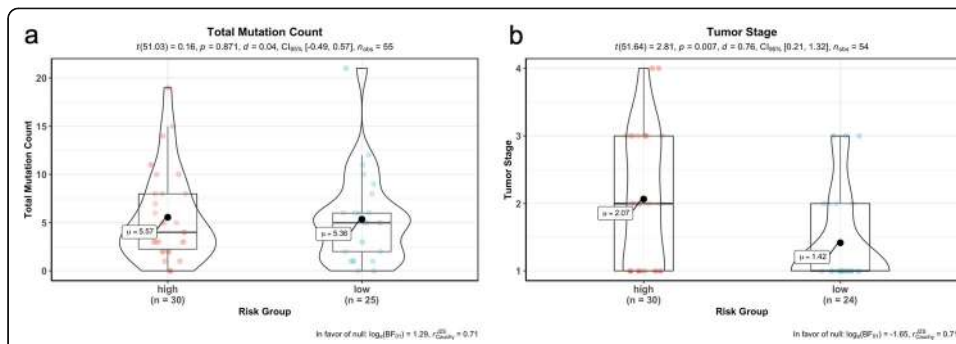 a
Total Mutation Count
t(51.03) = 0.16, p = 0.871, d = 0.04, CI95% [-0.49, 0.57], nobs = 55
20
15
10
5
0
Total Mutation Count
μ = 5.57
μ = 5.36
high
(n = 30)
low
(n = 25)
Risk Group
In favor of null: loge(BF01) = 1.29, rJZSCauchy = 0.71
b
Tumor Stage
t(51.64) = 2.81, p = 0.007, d = 0.76, CI95% [0.21, 1.32], nobs = 54
4
3
2
1
Tumor Stage
μ = 2.07
μ = 1.42
high
(n = 30)
low
(n = 24)
Risk Group
In favor of null: loge(BF01) = -1.65, rJZSCauchy = 0.71